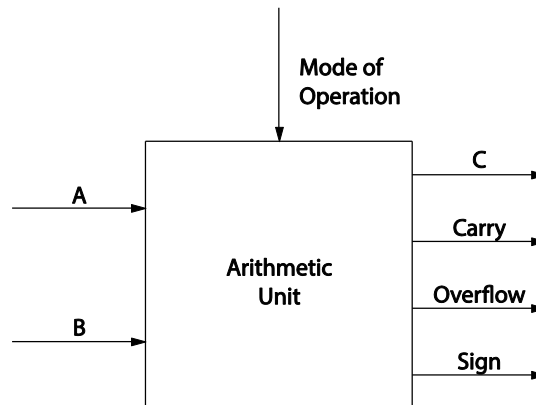 Mode of
Operation
A
B
Arithmetic
Unit
C
Carry
Overflow
Sign